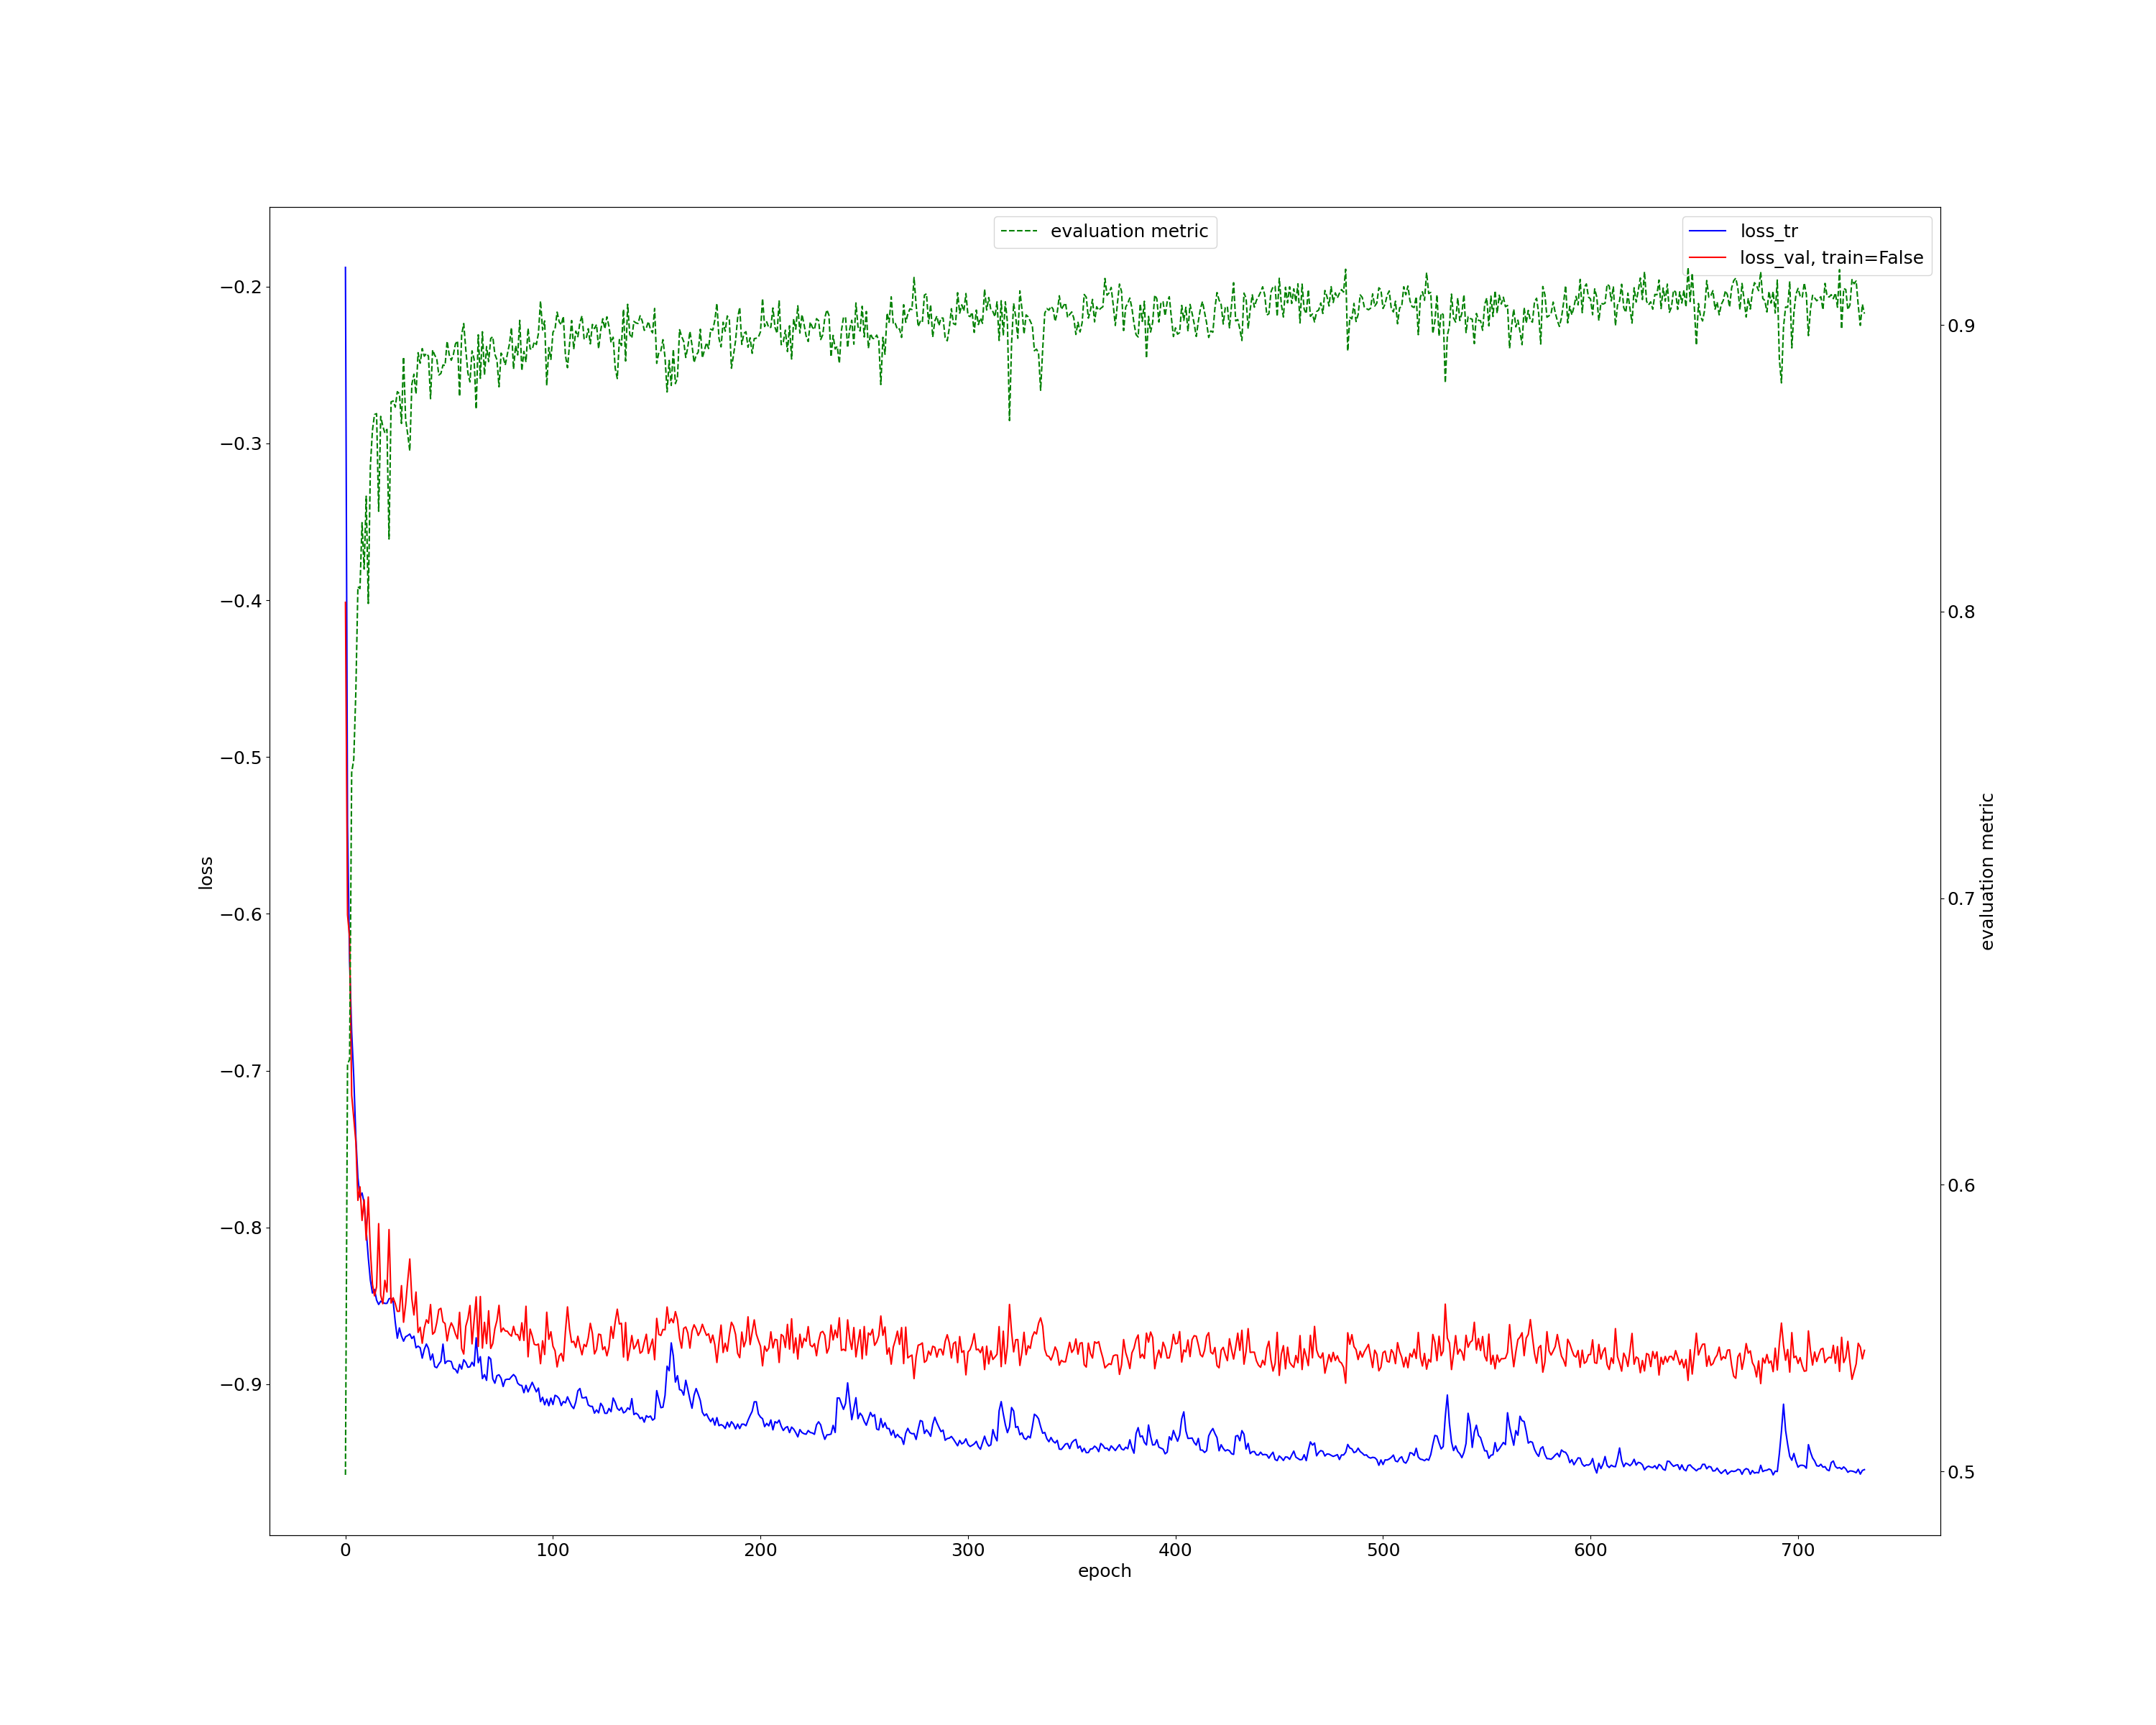 evaluation metric
loss_tr
loss_val, train=False
−0.2
−0.3
−0.4
−0.5
−0.6
−0.7
−0.8
−0.9
loss
0.9
0.8
0.7
0.6
0.5
evaluation metric
0 100 200 300 400 500 600 700
epoch